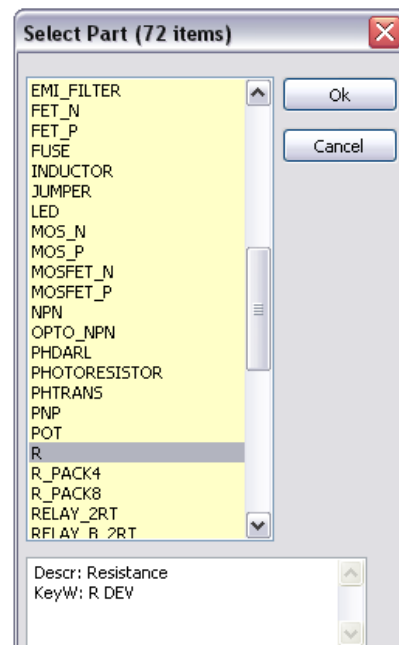 Select Part (72 items)
EMI_FILTER
FET_N
FET_P
FUSE
INDUCTOR
JUMPER
LED
MOS_N
MOS_P
MOSFET_N
MOSFET_P
NPN
OPTO_NPN
PHDARL
PHOTORESISTOR
PHTRANS
PNP
POT
R
R_PACK4
R_PACK8
RELAY_2RT
RELAY_B_2RT
Ok
Cancel
Descr: Resistance
KeyW: R DEV